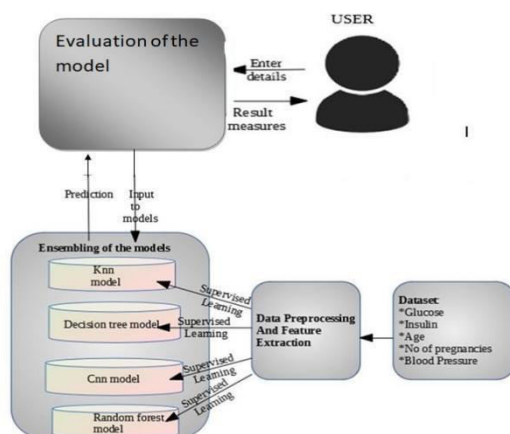 USER
Evaluation of the
model
Enter
details
Result
measures
Prediction
Input
to
models
Ensembling of the models
Knn
model
Decision tree model
Cnn model
Random forest
model
Supervised
Learning
Supervised
Learning
Supervised
Learning
Supervised
Learning
Data Preprocessing
And Feature
Extraction
Dataset:
*Glucose
*Insulin
*Age
*No of pregnancies
*Blood Pressure